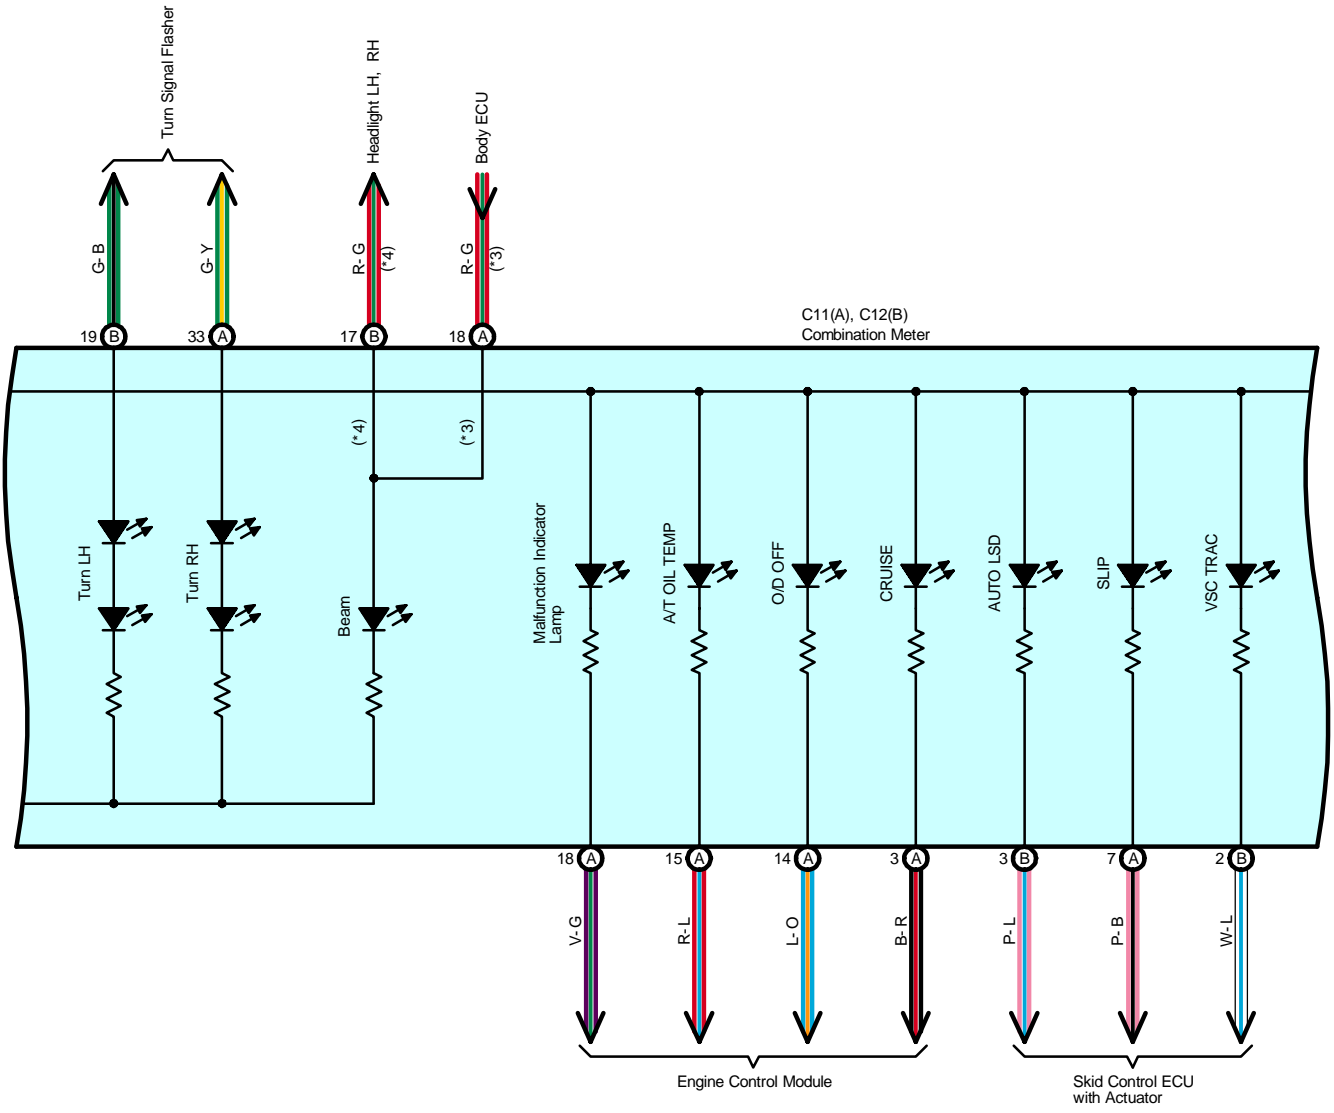 Turn Signal Flasher
Headlight LH, RH
Body ECU
G- B
G- Y
R- G
(*4)
R- G
(*3)
19 B
33 A
17 B
18 A
C11(A), C12(B)
Combination Meter
(*4)
(*3)
Turn LH
Turn RH
Beam
Malfunction Indicator
Lamp
A/T OIL TEMP
O/D OFF
CRUISE
AUTO LSD
SLIP
VSC TRAC
18 A
15 A
14 A
3 A
3 B
7 A
2 B
V- G
R- L
L- O
B- R
P- L
P- B
W- L
Engine Control Module
Skid Control ECU
with Actuator